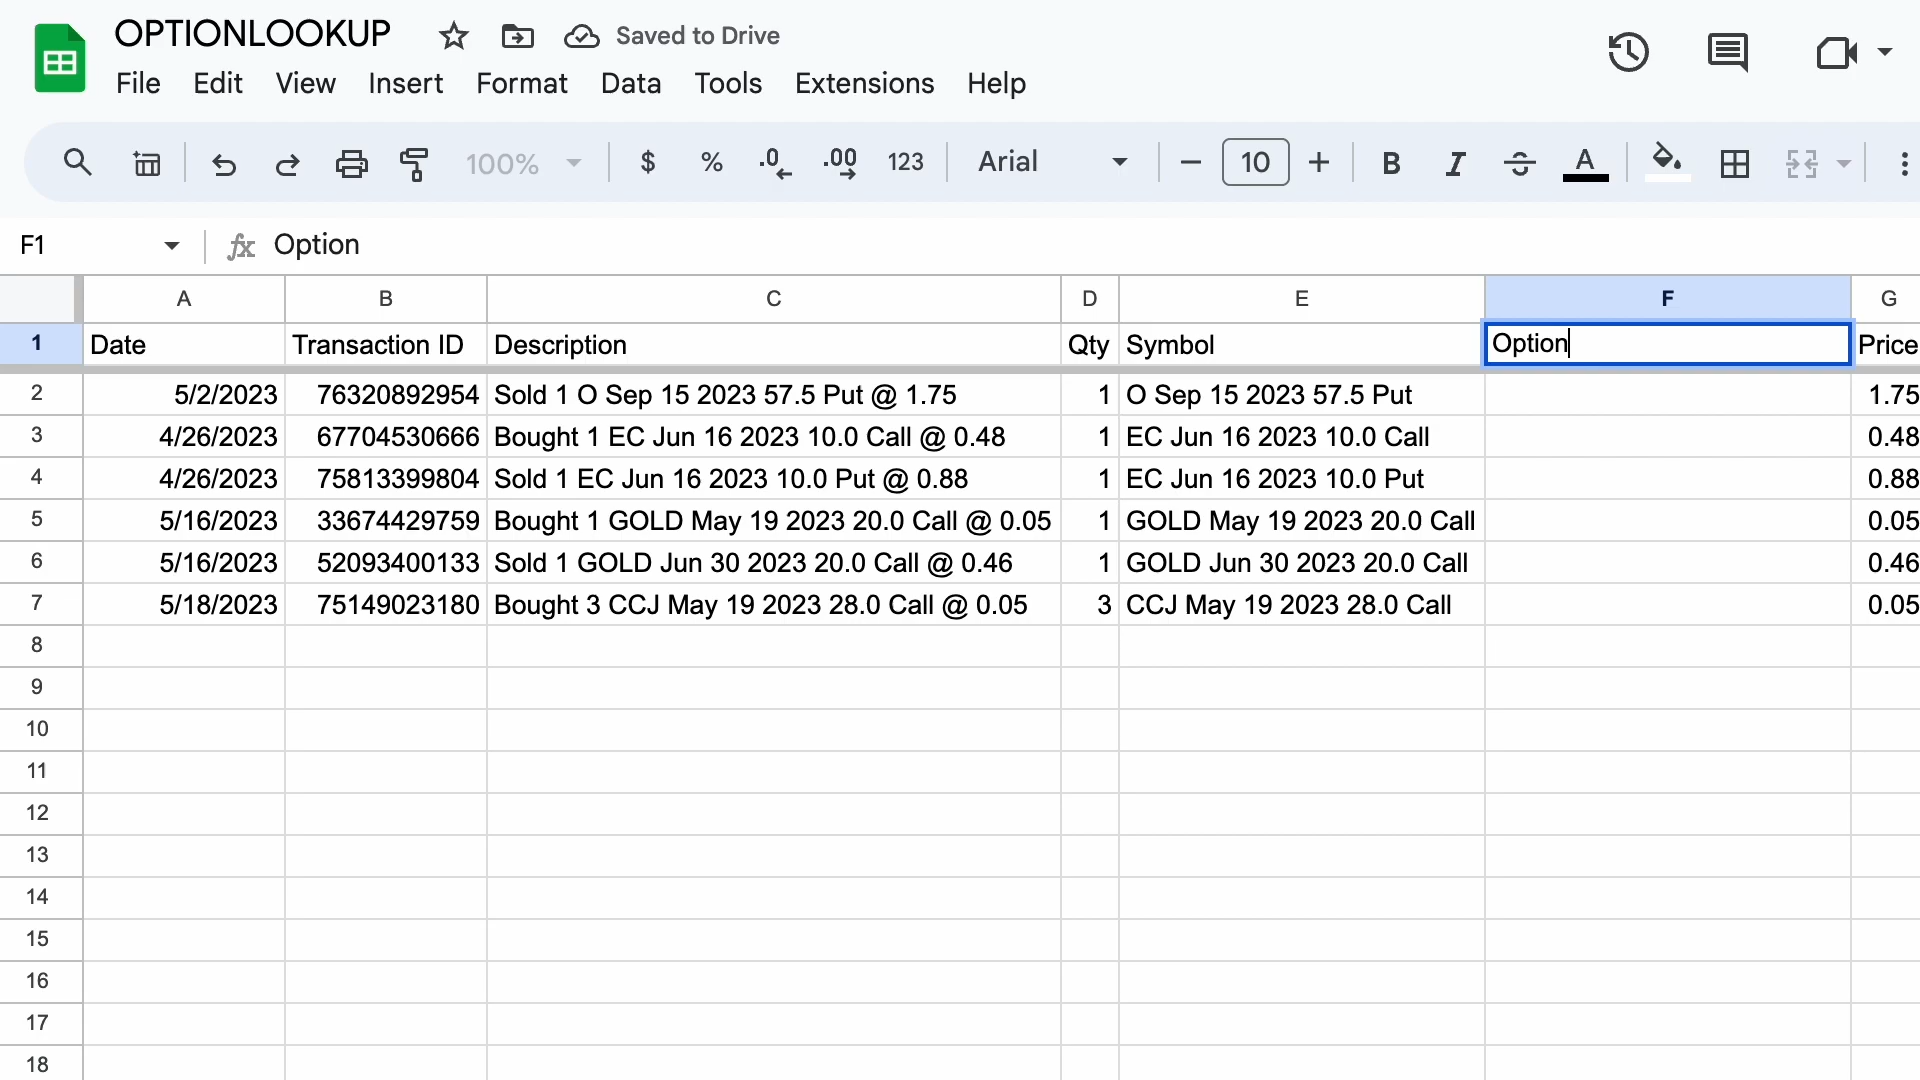 OPTIONLOOKUP Saved to Drive
File Edit View Insert Format Data Tools Extensions Help
100% $ % .0 .00 123 Arial 10 B I S A
F1 fx Option
A B C D E F G
1 Date Transaction ID Description Qty Symbol Option Price
2 5/2/2023 76320892954 Sold 1 O Sep 15 2023 57.5 Put @ 1.75 1 O Sep 15 2023 57.5 Put 1.75
3 4/26/2023 67704530666 Bought 1 EC Jun 16 2023 10.0 Call @ 0.48 1 EC Jun 16 2023 10.0 Call 0.48
4 4/26/2023 75813399804 Sold 1 EC Jun 16 2023 10.0 Put @ 0.88 1 EC Jun 16 2023 10.0 Put 0.88
5 5/16/2023 33674429759 Bought 1 GOLD May 19 2023 20.0 Call @ 0.05 1 GOLD May 19 2023 20.0 Call 0.05
6 5/16/2023 52093400133 Sold 1 GOLD Jun 30 2023 20.0 Call @ 0.46 1 GOLD Jun 30 2023 20.0 Call 0.46
7 5/18/2023 75149023180 Bought 3 CCJ May 19 2023 28.0 Call @ 0.05 3 CCJ May 19 2023 28.0 Call 0.05
8
9
10
11
12
13
14
15
16
17
18